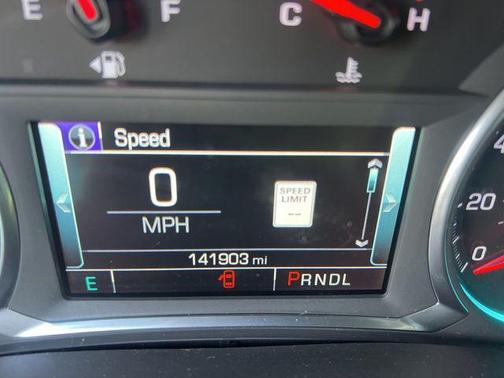 E F C H
Speed
0
MPH
SPEED
LIMIT
-- --
141903 mi
E PRNDL
20
0